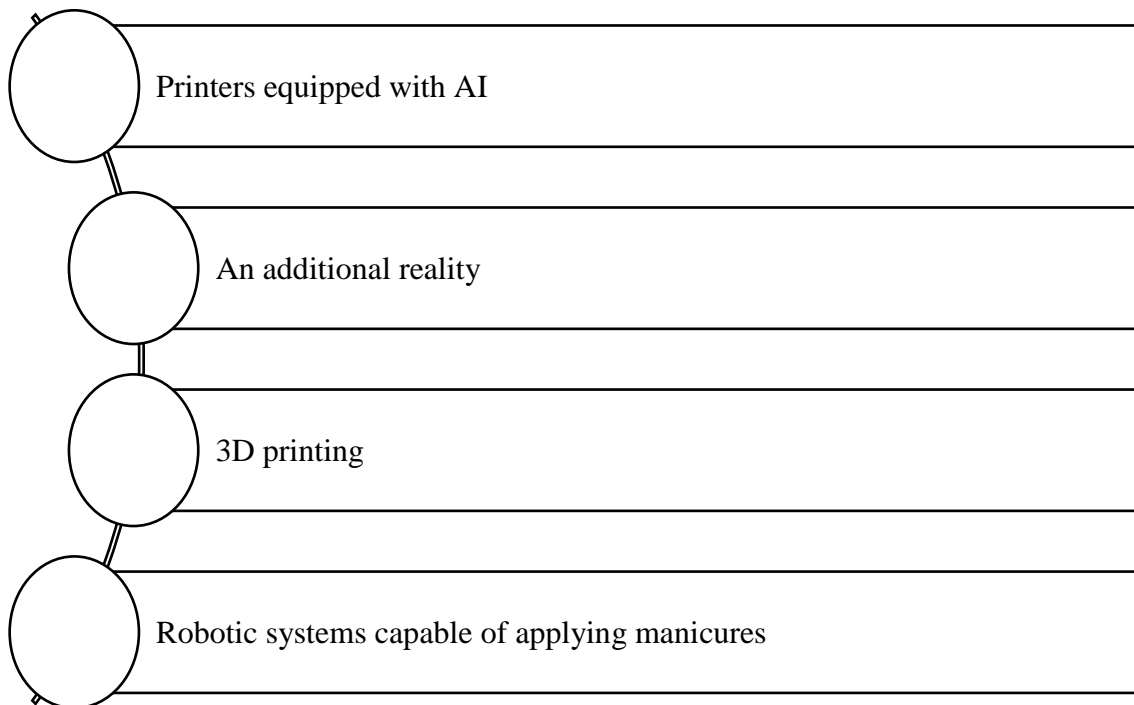 Printers equipped with AI
An additional reality
3D printing
Robotic systems capable of applying manicures